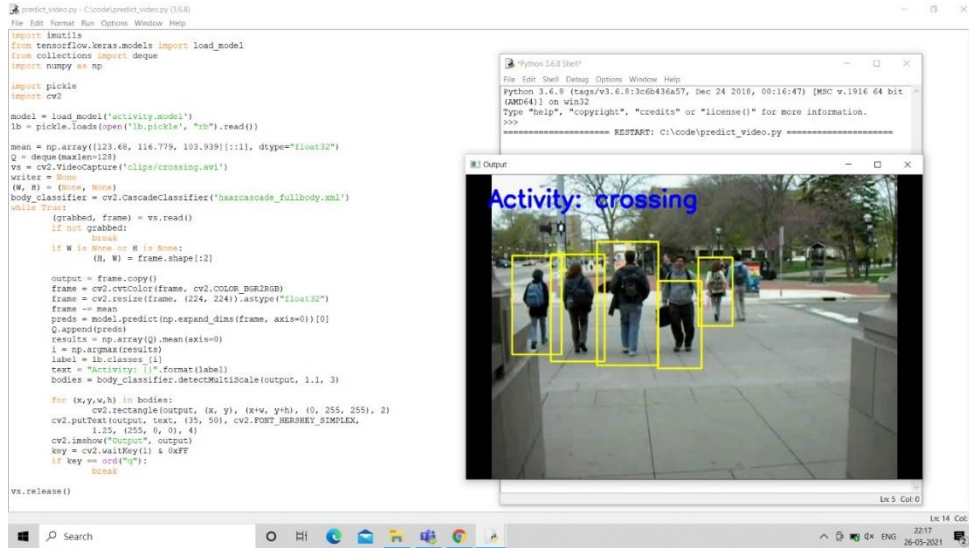 predict_video.py - C:\code\predict_video.py (3.6.8)
File Edit Format Run Options Window Help
import imutils
from tensorflow.keras.models import load_model
from collections import deque
import numpy as np
import pickle
import cv2
model = load_model('activity.model')
lb = pickle.loads(open('lb.pickle', "rb").read())
mean = np.array([123.68, 116.779, 103.939][::1], dtype="float32")
Q = deque(maxlen=128)
vs = cv2.VideoCapture('clips/crossing.avi')
writer = None
(W, H) = (None, None)
body_classifier = cv2.CascadeClassifier('haarcascade_fullbody.xml')
while True:
(grabbed, frame) = vs.read()
if not grabbed:
break
if W is None or H is None:
(H, W) = frame.shape[:2]
output = frame.copy()
frame = cv2.cvtColor(frame, cv2.COLOR_BGR2RGB)
frame = cv2.resize(frame, (224, 224)).astype("float32")
frame -= mean
preds = model.predict(np.expand_dims(frame, axis=0))[0]
Q.append(preds)
results = np.array(Q).mean(axis=0)
i = np.argmax(results)
label = lb.classes_[i]
text = "Activity: {}".format(label)
bodies = body_classifier.detectMultiScale(output, 1.1, 3)
for (x,y,w,h) in bodies:
cv2.rectangle(output, (x, y), (x+w, y+h), (0, 255, 255), 2)
cv2.putText(output, text, (35, 50), cv2.FONT_HERSHEY_SIMPLEX,
1.25, (255, 0, 0), 4)
cv2.imshow("Output", output)
key = cv2.waitKey(1) & 0xFF
if key == ord("q"):
break
vs.release()
*Python 3.6.8 Shell*
File Edit Shell Debug Options Window Help
Python 3.6.8 (tags/v3.6.8:3c6b436a57, Dec 24 2018, 00:16:47) [MSC v.1916 64 bit
(AMD64)] on win32
Type "help", "copyright", "credits" or "license()" for more information.
>>>
==================== RESTART: C:\code\predict_video.py ====================
Output
Activity: crossing
Ln: 5 Col: 0
Ln: 14 Col:
Search
ENG
22:17
26-05-2021
2